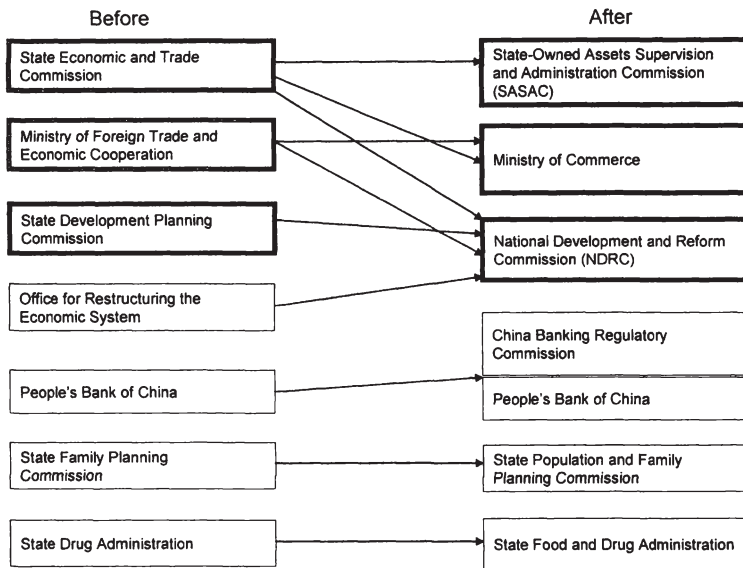 Before
After
State Economic and Trade
Commission
State-Owned Assets Supervision
and Administration Commission
(SASAC)
Ministry of Foreign Trade and
Economic Cooperation
Ministry of Commerce
State Development Planning
Commission
National Development and Reform
Commission (NDRC)
Office for Restructuring the
Economic System
China Banking Regulatory
Commission
People's Bank of China
People's Bank of China
State Family Planning
Commission
State Population and Family
Planning Commission
State Drug Administration
State Food and Drug Administration